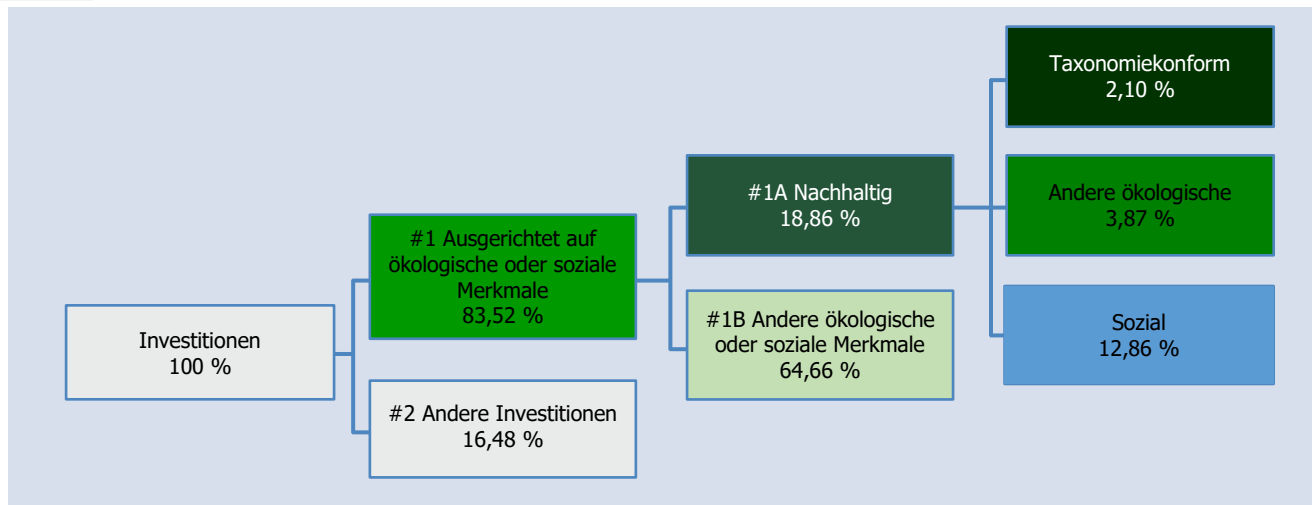 Investitionen
100 %
#1 Ausgerichtet auf
ökologische oder soziale
Merkmale
83,52 %
#2 Andere Investitionen
16,48 %
#1A Nachhaltig
18,86 %
#1B Andere ökologische
oder soziale Merkmale
64,66 %
Taxonomiekonform
2,10 %
Andere ökologische
3,87 %
Sozial
12,86 %